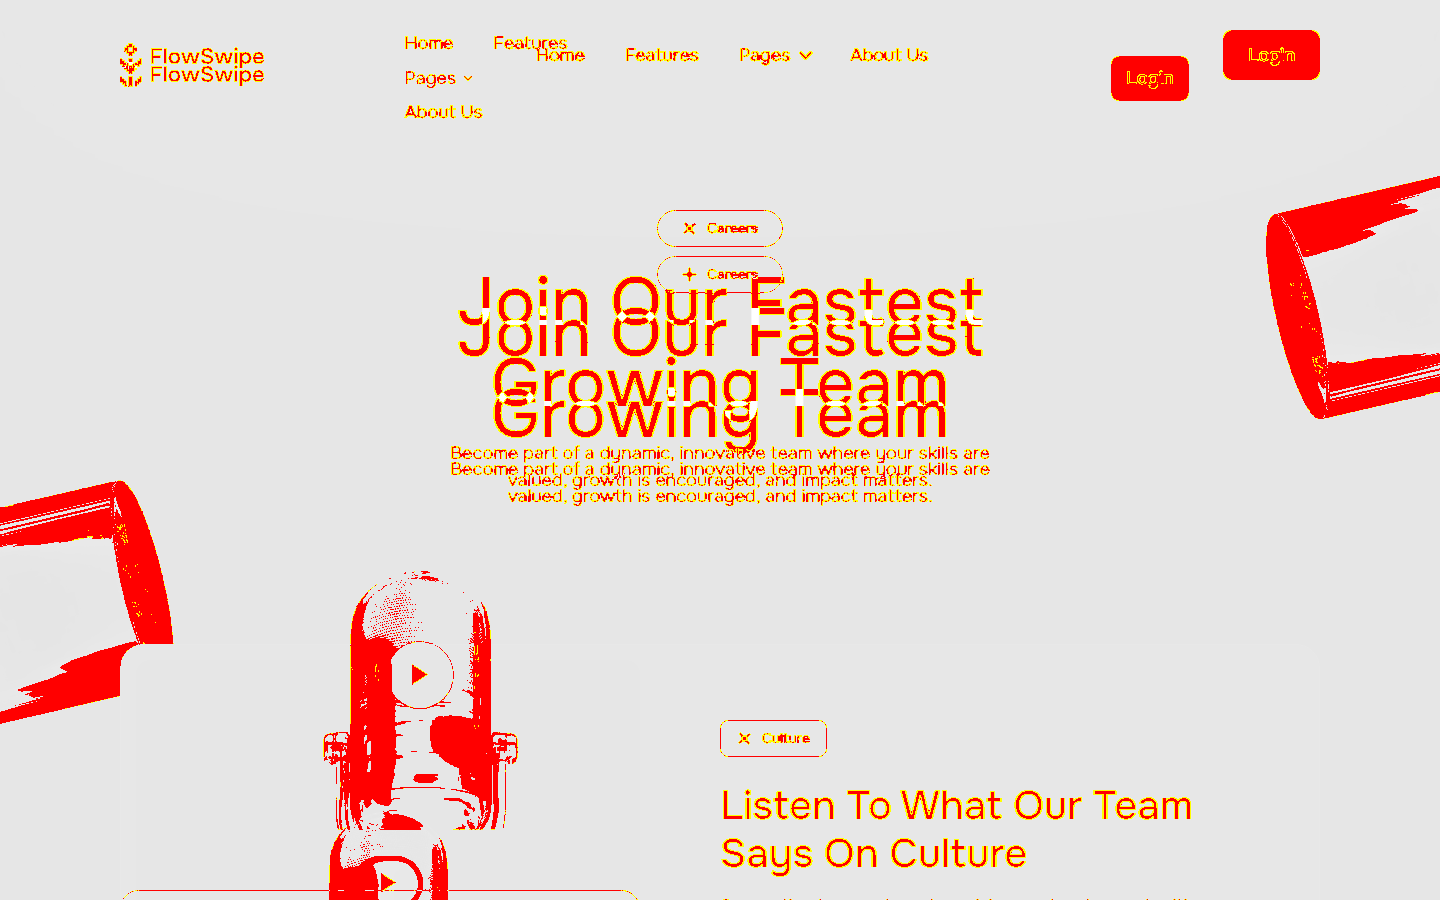 FlowSwipe
FlowSwipe
Home Features
Home Features Pages About Us
Pages
About Us
Login
Login
Careers
Careers
Join Our Fastest
Join Our Fastest
Growing Team
Growing Team
Become part of a dynamic, innovative team where your skills are
Become part of a dynamic, innovative team where your skills are
valued, growth is encouraged, and impact matters.
valued, growth is encouraged, and impact matters.
Culture
Listen To What Our Team
Says On Culture